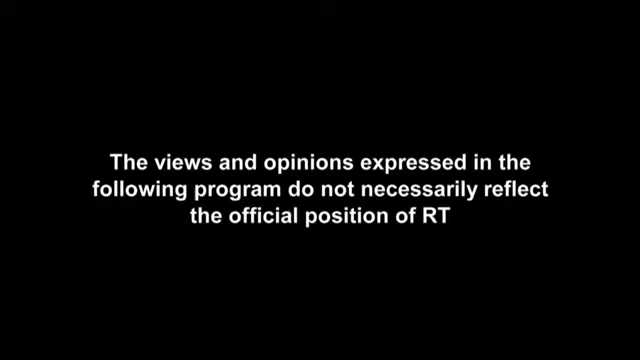 The views and opinions expressed in the
following program do not necessarily reflect
the official position of RT